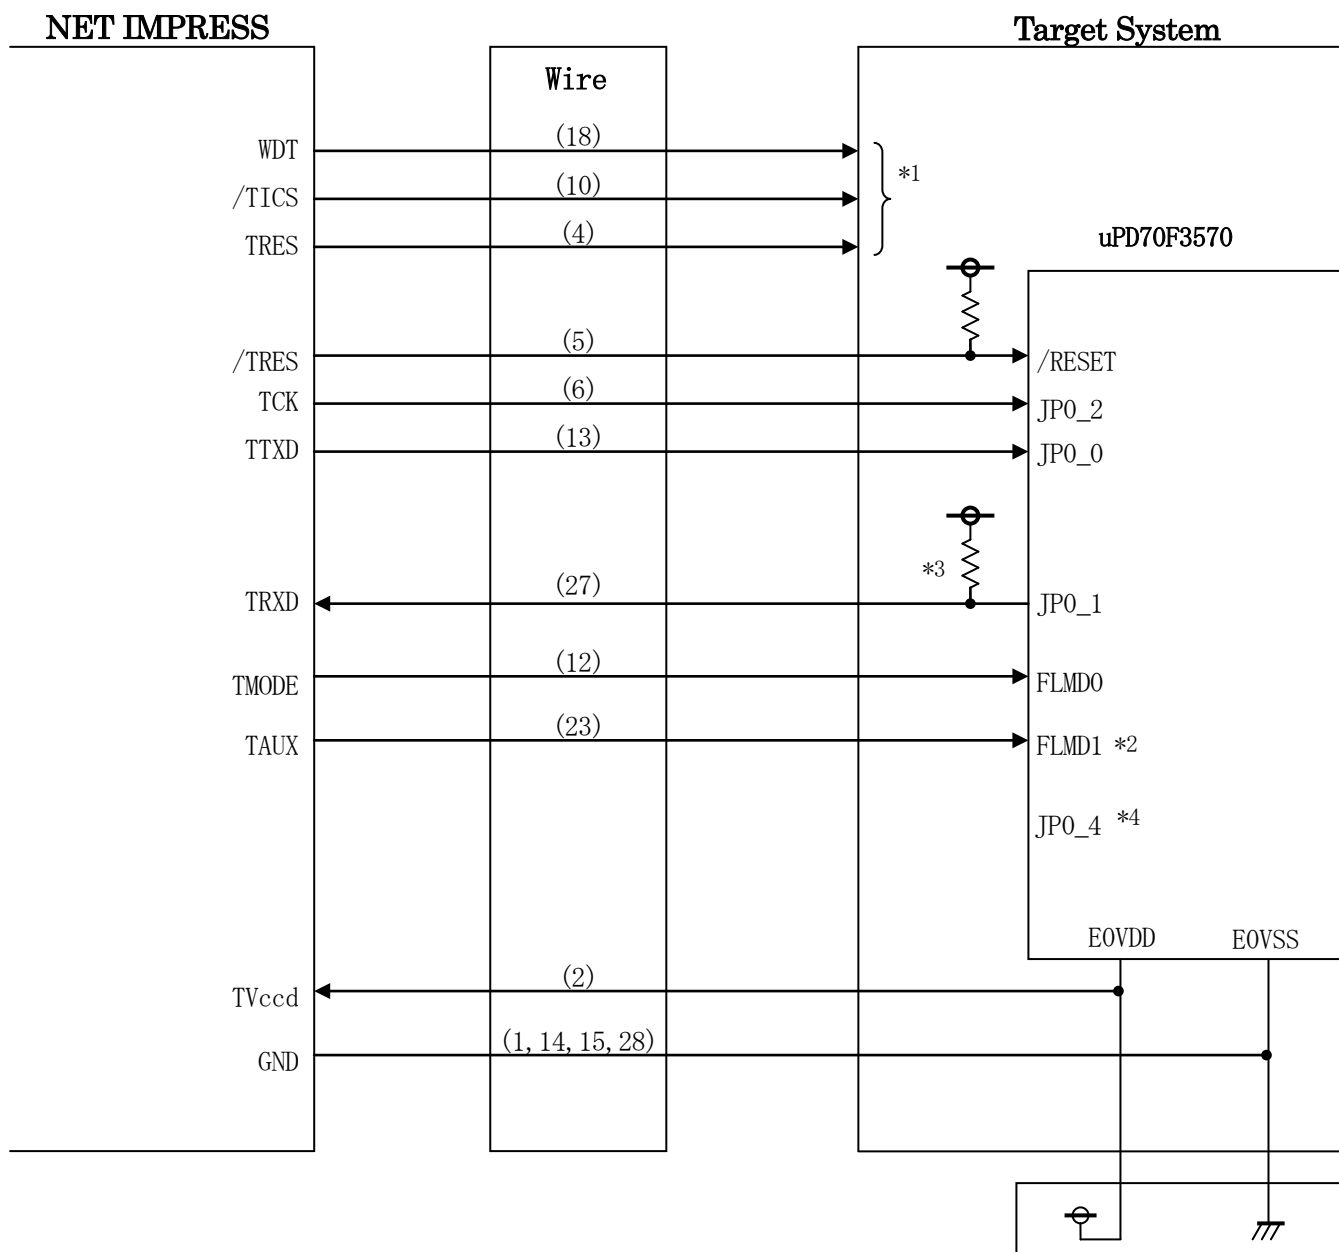 NET IMPRESS
Target System
Wire
WDT (18)
/TICS (10) *1
TRES (4)
uPD70F3570
/TRES (5) /RESET
TCK (6) JP0_2
TTXD (13) JP0_0
*3
TRXD (27) JP0_1
TMODE (12) FLMD0
TAUX (23) FLMD1 *2
JP0_4 *4
E0VDD E0VSS
TVccd (2)
GND (1,14,15,28)